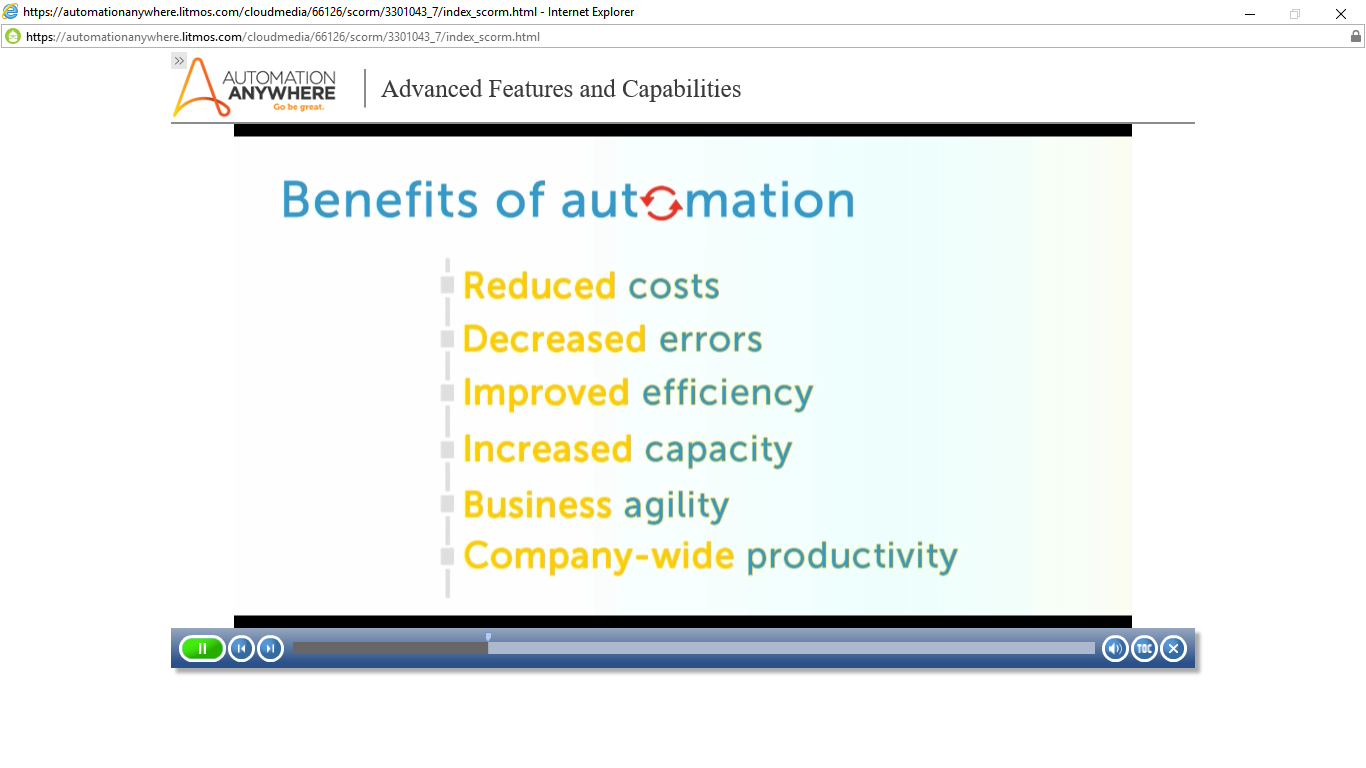 https://automationanywhere.litmos.com/cloudmedia/66126/scorm/3301043_7/index_scorm.html - Internet Explorer
https://automationanywhere.litmos.com/cloudmedia/66126/scorm/3301043_7/index_scorm.html
AUTOMATION
ANYWHERE
Go be great.
Advanced Features and Capabilities
Benefits of automation
Reduced costs
Decreased errors
Improved efficiency
Increased capacity
Business agility
Company-wide productivity
TOC